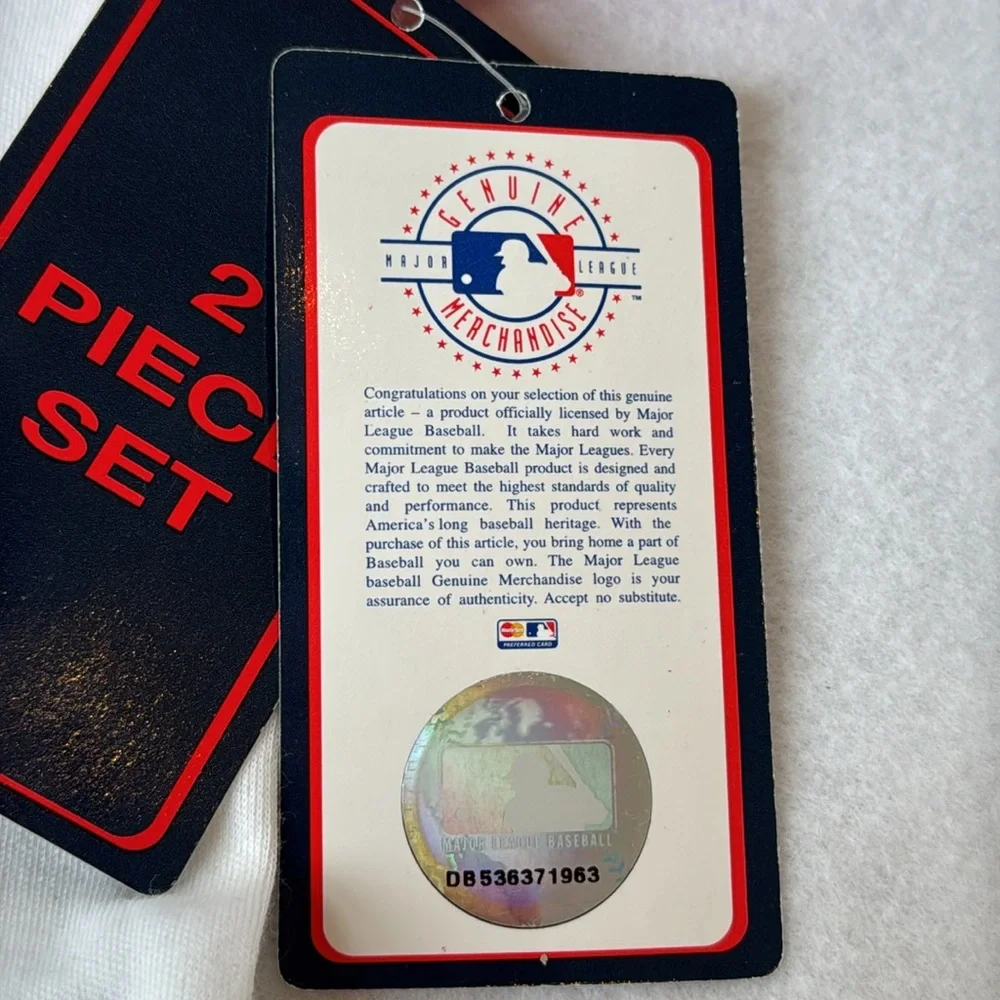 2
PIEC
SET
GENUINE
MAJOR LEAGUE
™
®
MERCHANDISE
Congratulations on your selection of this genuine
article – a product officially licensed by Major
League Baseball. It takes hard work and
commitment to make the Major Leagues. Every
Major League Baseball product is designed and
crafted to meet the highest standards of quality
and performance. This product represents
America's long baseball heritage. With the
purchase of this article, you bring home a part of
Baseball you can own. The Major League
baseball Genuine Merchandise logo is your
assurance of authenticity. Accept no substitute.
MasterCard
PREFERRED CARD
MAJOR LEAGUE BASEBALL
DB536371963